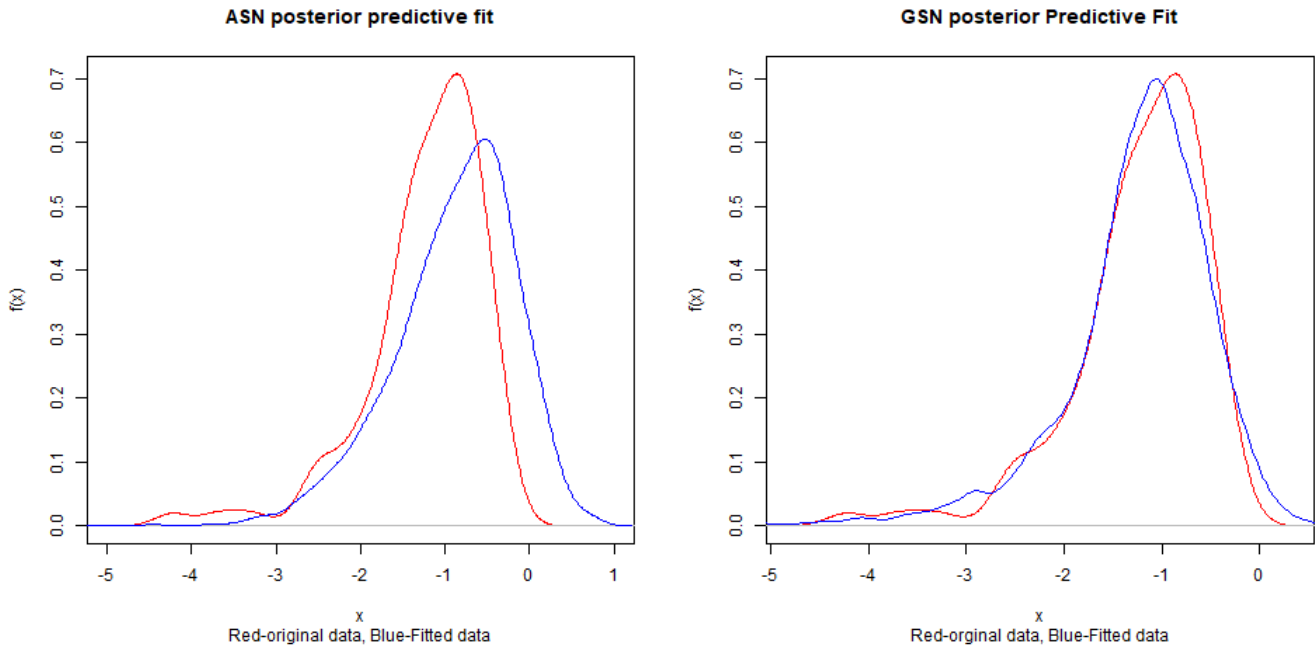 ASN posterior predictive fit
f(x)
0.7
0.6
0.5
0.4
0.3
0.2
0.1
0.0
-5 -4 -3 -2 -1 0 1
x
Red-original data, Blue-Fitted data
GSN posterior Predictive Fit
f(x)
0.7
0.6
0.5
0.4
0.3
0.2
0.1
0.0
-5 -4 -3 -2 -1 0
x
Red-orginal data, Blue-Fitted data